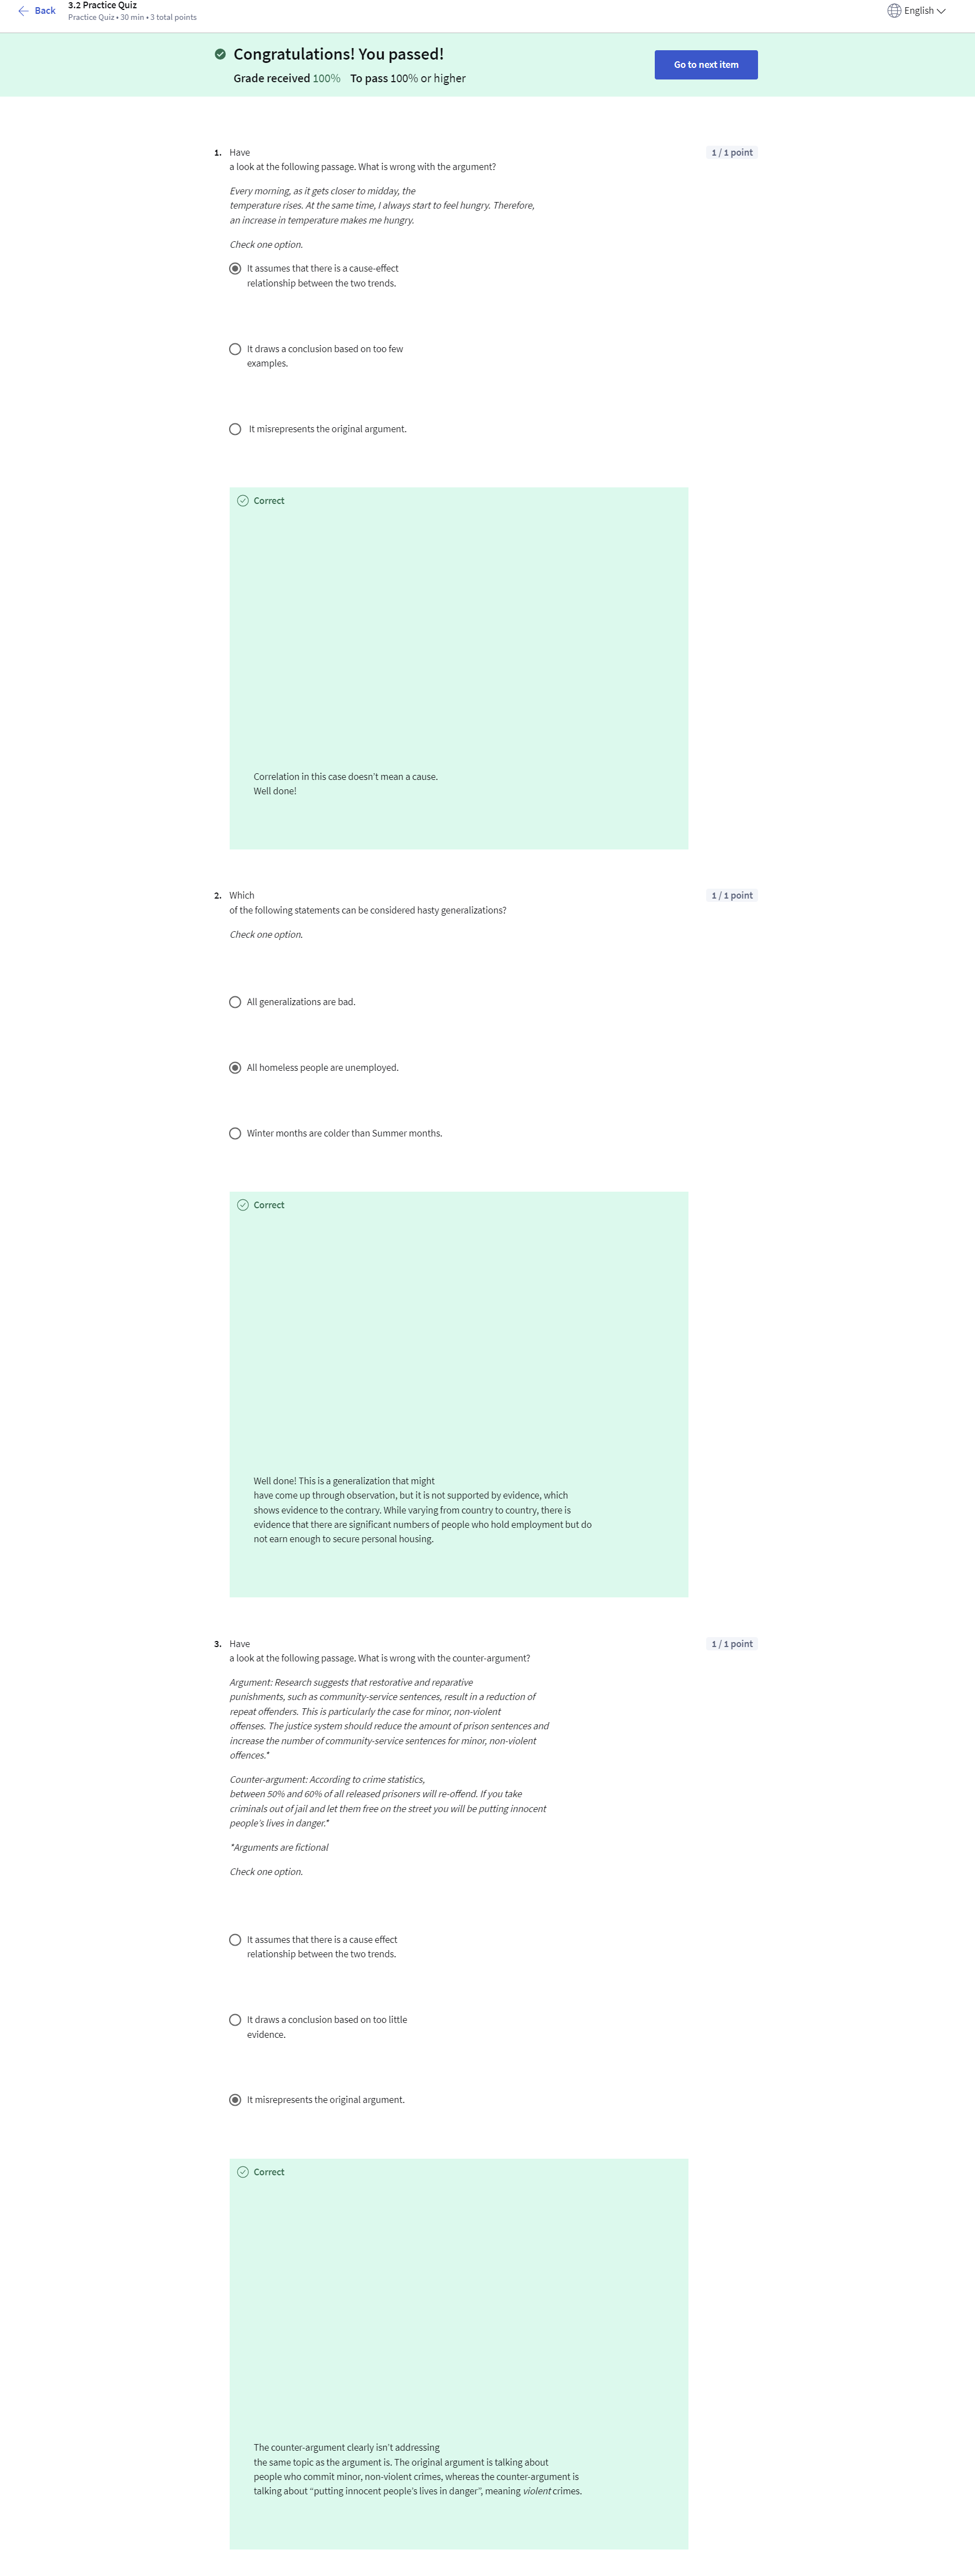 Back
3.2 Practice Quiz
Practice Quiz • 30 min • 3 total points
English
Congratulations! You passed!
Grade received 100% To pass 100% or higher
Go to next item
1. Have
1 / 1 point
a look at the following passage. What is wrong with the argument?
Every morning, as it gets closer to midday, the
temperature rises. At the same time, I always start to feel hungry. Therefore,
an increase in temperature makes me hungry.
Check one option.
It assumes that there is a cause-effect
relationship between the two trends.
It draws a conclusion based on too few
examples.
It misrepresents the original argument.
Correct
Correlation in this case doesn't mean a cause.
Well done!
2. Which
1 / 1 point
of the following statements can be considered hasty generalizations?
Check one option.
All generalizations are bad.
All homeless people are unemployed.
Winter months are colder than Summer months.
Correct
Well done! This is a generalization that might
have come up through observation, but it is not supported by evidence, which
shows evidence to the contrary. While varying from country to country, there is
evidence that there are significant numbers of people who hold employment but do
not earn enough to secure personal housing.
3. Have
1 / 1 point
a look at the following passage. What is wrong with the counter-argument?
Argument: Research suggests that restorative and reparative
punishments, such as community-service sentences, result in a reduction of
repeat offenders. This is particularly the case for minor, non-violent
offenses. The justice system should reduce the amount of prison sentences and
increase the number of community-service sentences for minor, non-violent
offences.*
Counter-argument: According to crime statistics,
between 50% and 60% of all released prisoners will re-offend. If you take
criminals out of jail and let them free on the street you will be putting innocent
people's lives in danger.*
*Arguments are fictional
Check one option.
It assumes that there is a cause effect
relationship between the two trends.
It draws a conclusion based on too little
evidence.
It misrepresents the original argument.
Correct
The counter-argument clearly isn't addressing
the same topic as the argument is. The original argument is talking about
people who commit minor, non-violent crimes, whereas the counter-argument is
talking about “putting innocent people's lives in danger”, meaning violent crimes.